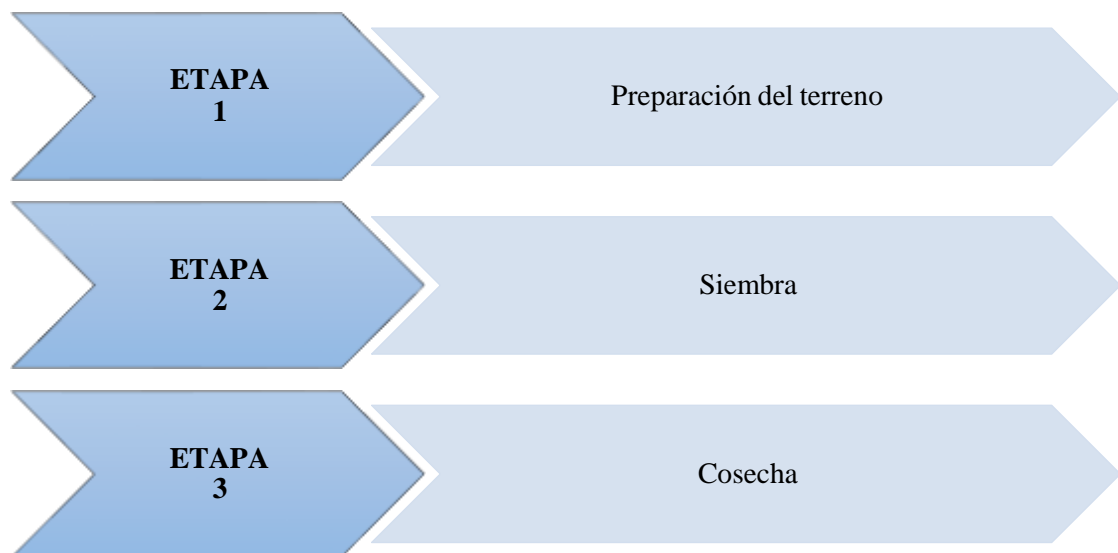 ETAPA
1
Preparación del terreno
ETAPA
2
Siembra
ETAPA
3
Cosecha